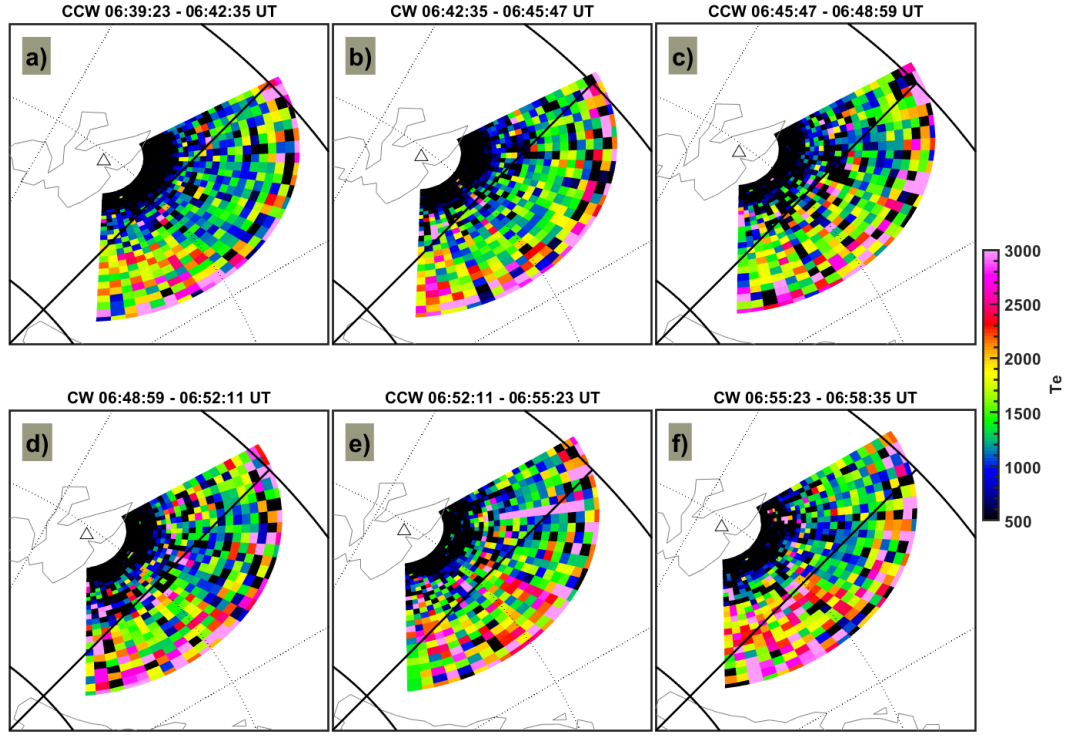 CCW 06:39:23 - 06:42:35 UT
CW 06:42:35 - 06:45:47 UT
CCW 06:45:47 - 06:48:59 UT
a)
b)
c)
3000
2500
2000
1500
1000
500
Te
CW 06:48:59 - 06:52:11 UT
CCW 06:52:11 - 06:55:23 UT
CW 06:55:23 - 06:58:35 UT
d)
e)
f)